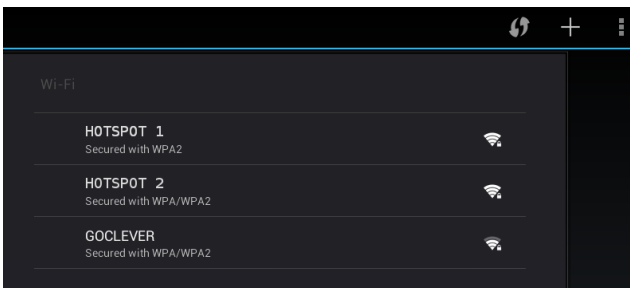 Wi-Fi
HOTSPOT 1
Secured with WPA2
HOTSPOT 2
Secured with WPA/WPA2
GOCLEVER
Secured with WPA/WPA2